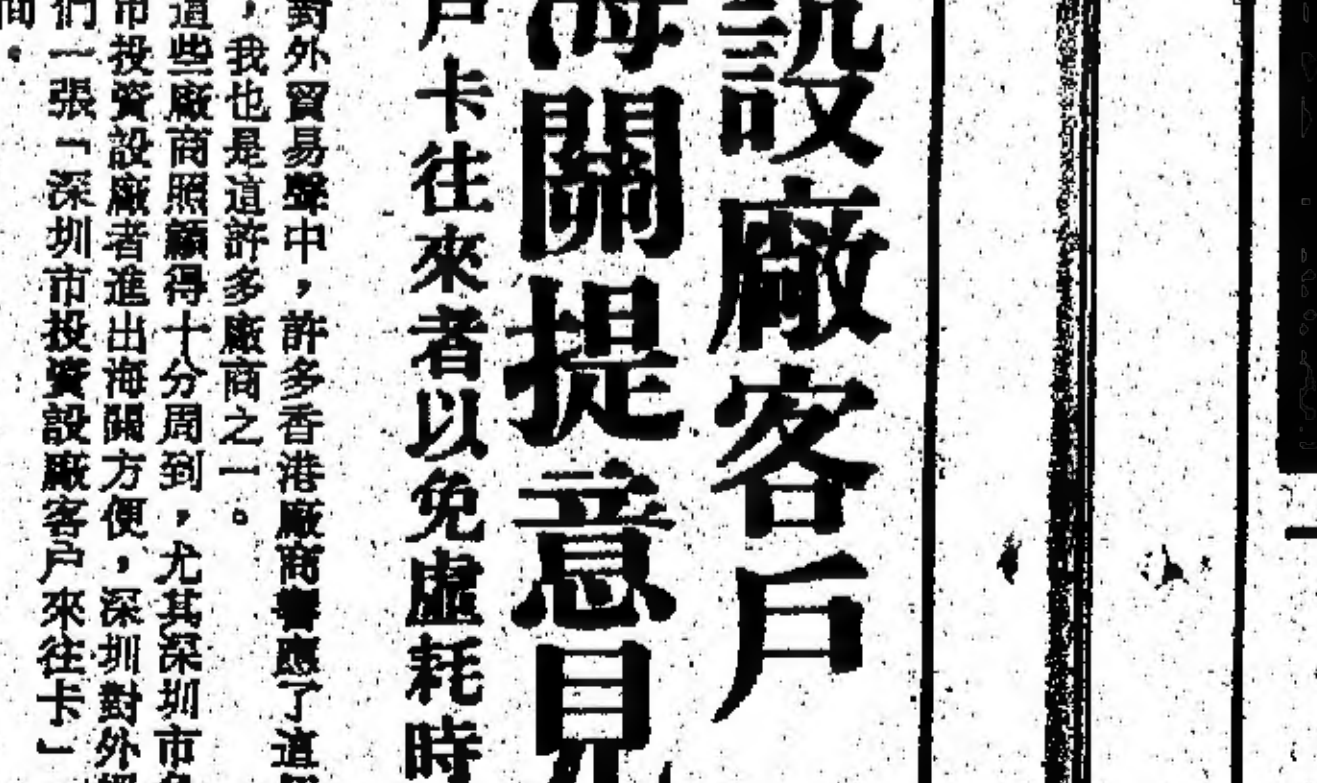 設廠客戶
海關提意見
戶卡往來者以免虛耗時
對外貿易聲中，許多香港廠商響應了這
，我也是這許多廠商之一。
這些廠商照顧得十分周到，尤其深圳市
市投資設廠者進出海關方便，深圳對外
們一張「深圳市投資設廠客戶來往卡」
間。